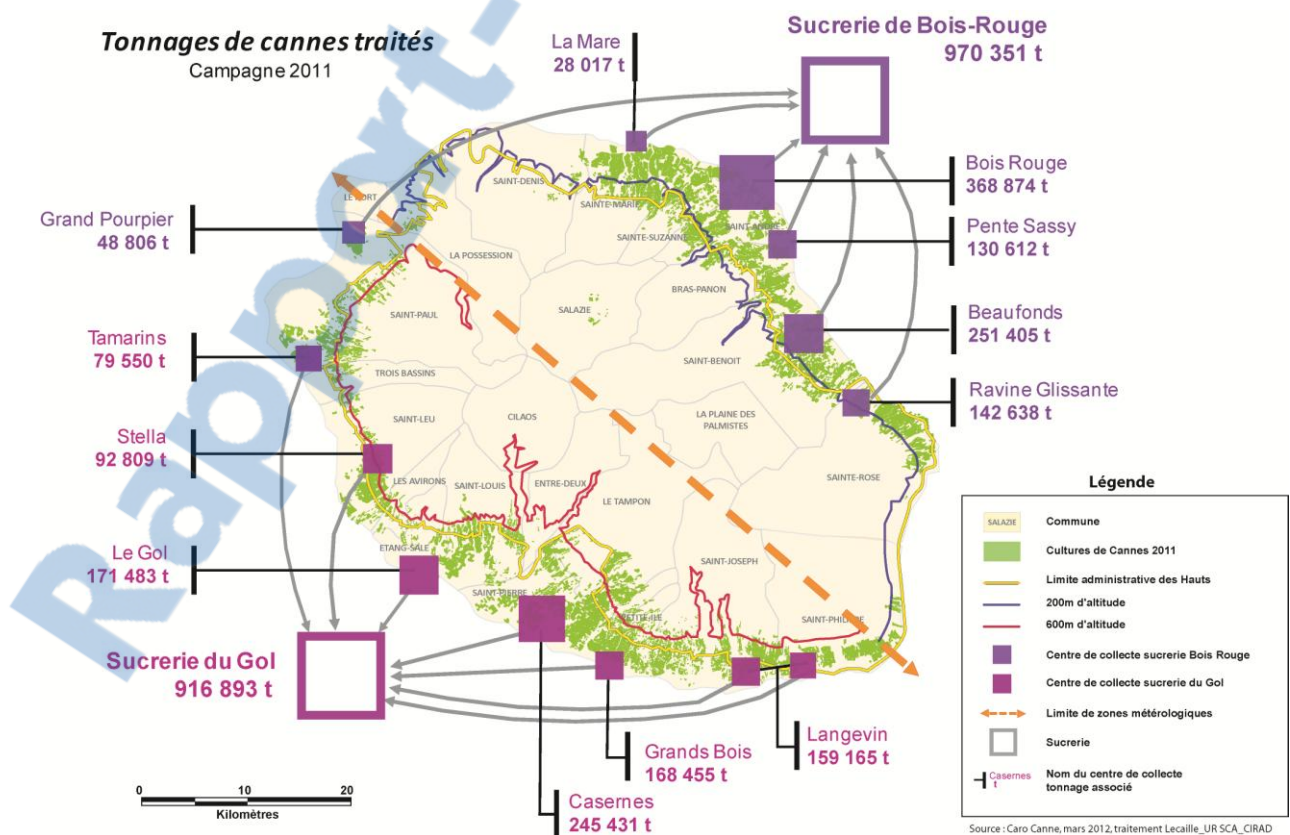 Tonnages de cannes traités
Campagne 2011
La Mare
28 017 t
Sucrerie de Bois-Rouge
970 351 t
Bois Rouge
368 874 t
Grand Pourpier
48 806 t
Pente Sassy
130 612 t
Tamarins
79 550 t
Beaufonds
251 405 t
Stella
92 809 t
Ravine Glissante
142 638 t
Le Gol
171 483 t
Sucrerie du Gol
916 893 t
Langevin
159 165 t
Grands Bois
168 455 t
Casernes
245 431 t
SAINT-DENIS
SAINTE-MARIE
SAINTE-SUZANNE
LA POSSESSION
BRAS-PANON
SALAZIE
SAINT-PAUL
SAINT-BENOIT
TROIS BASSINS
SAINT-LEU
CILAOS
LA PLAINE DES
PALMISTES
SAINTE-ROSE
LES AVIRONS
SAINT-LOUIS
ENTRE-DEUX
LE TAMPON
ETANG-SALE
SAINT-JOSEPH
SAINT-PIERRE
PETITE-ILE
0 10 20
Kilomètres
Légende
SALAZIE Commune
Cultures de Cannes 2011
Limite administrative des Hauts
200m d'altitude
600m d'altitude
Centre de collecte sucrerie Bois Rouge
Centre de collecte sucrerie du Gol
Limite de zones métérologiques
Sucrerie
Casernes
t
Nom du centre de collecte
tonnage associé
Source : Caro Canne, mars 2012, traitement Lecaille_UR SCA_CIRAD
Rapport-